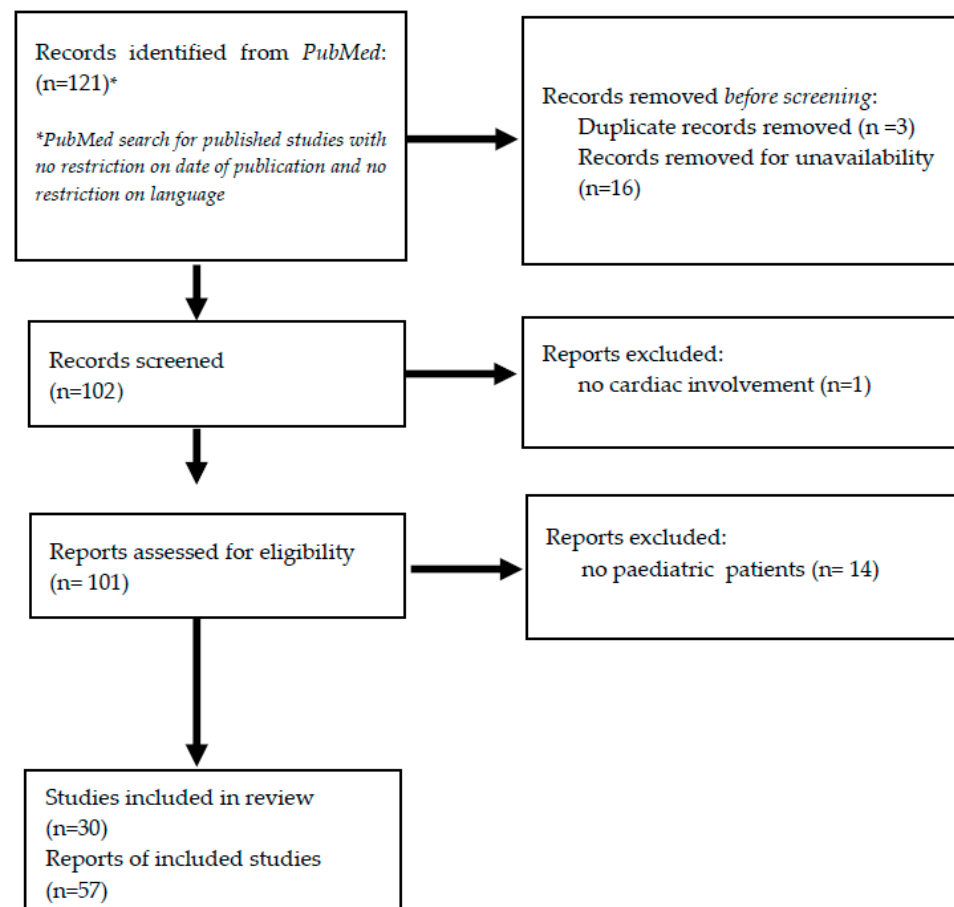 Records identified from PubMed:
(n=121)*
*PubMed search for published studies with
no restriction on date of publication and no
restriction on language
Records removed before screening:
Duplicate records removed (n =3)
Records removed for unavailability
(n=16)
Records screened
(n=102)
Reports excluded:
no cardiac involvement (n=1)
Reports assessed for eligibility
(n= 101)
Reports excluded:
no paediatric patients (n= 14)
Studies included in review
(n=30)
Reports of included studies
(n=57)